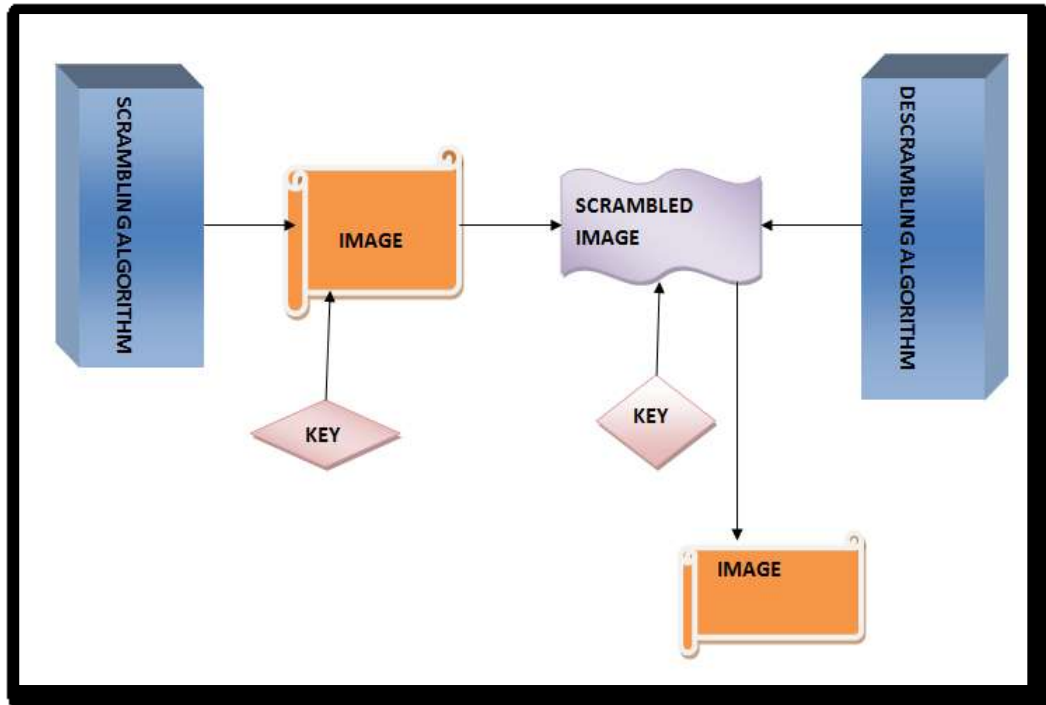 SCRAMBLING ALGORITHM
IMAGE
KEY
SCRAMBLED
IMAGE
KEY
DESCRAMBLING ALGORITHM
IMAGE